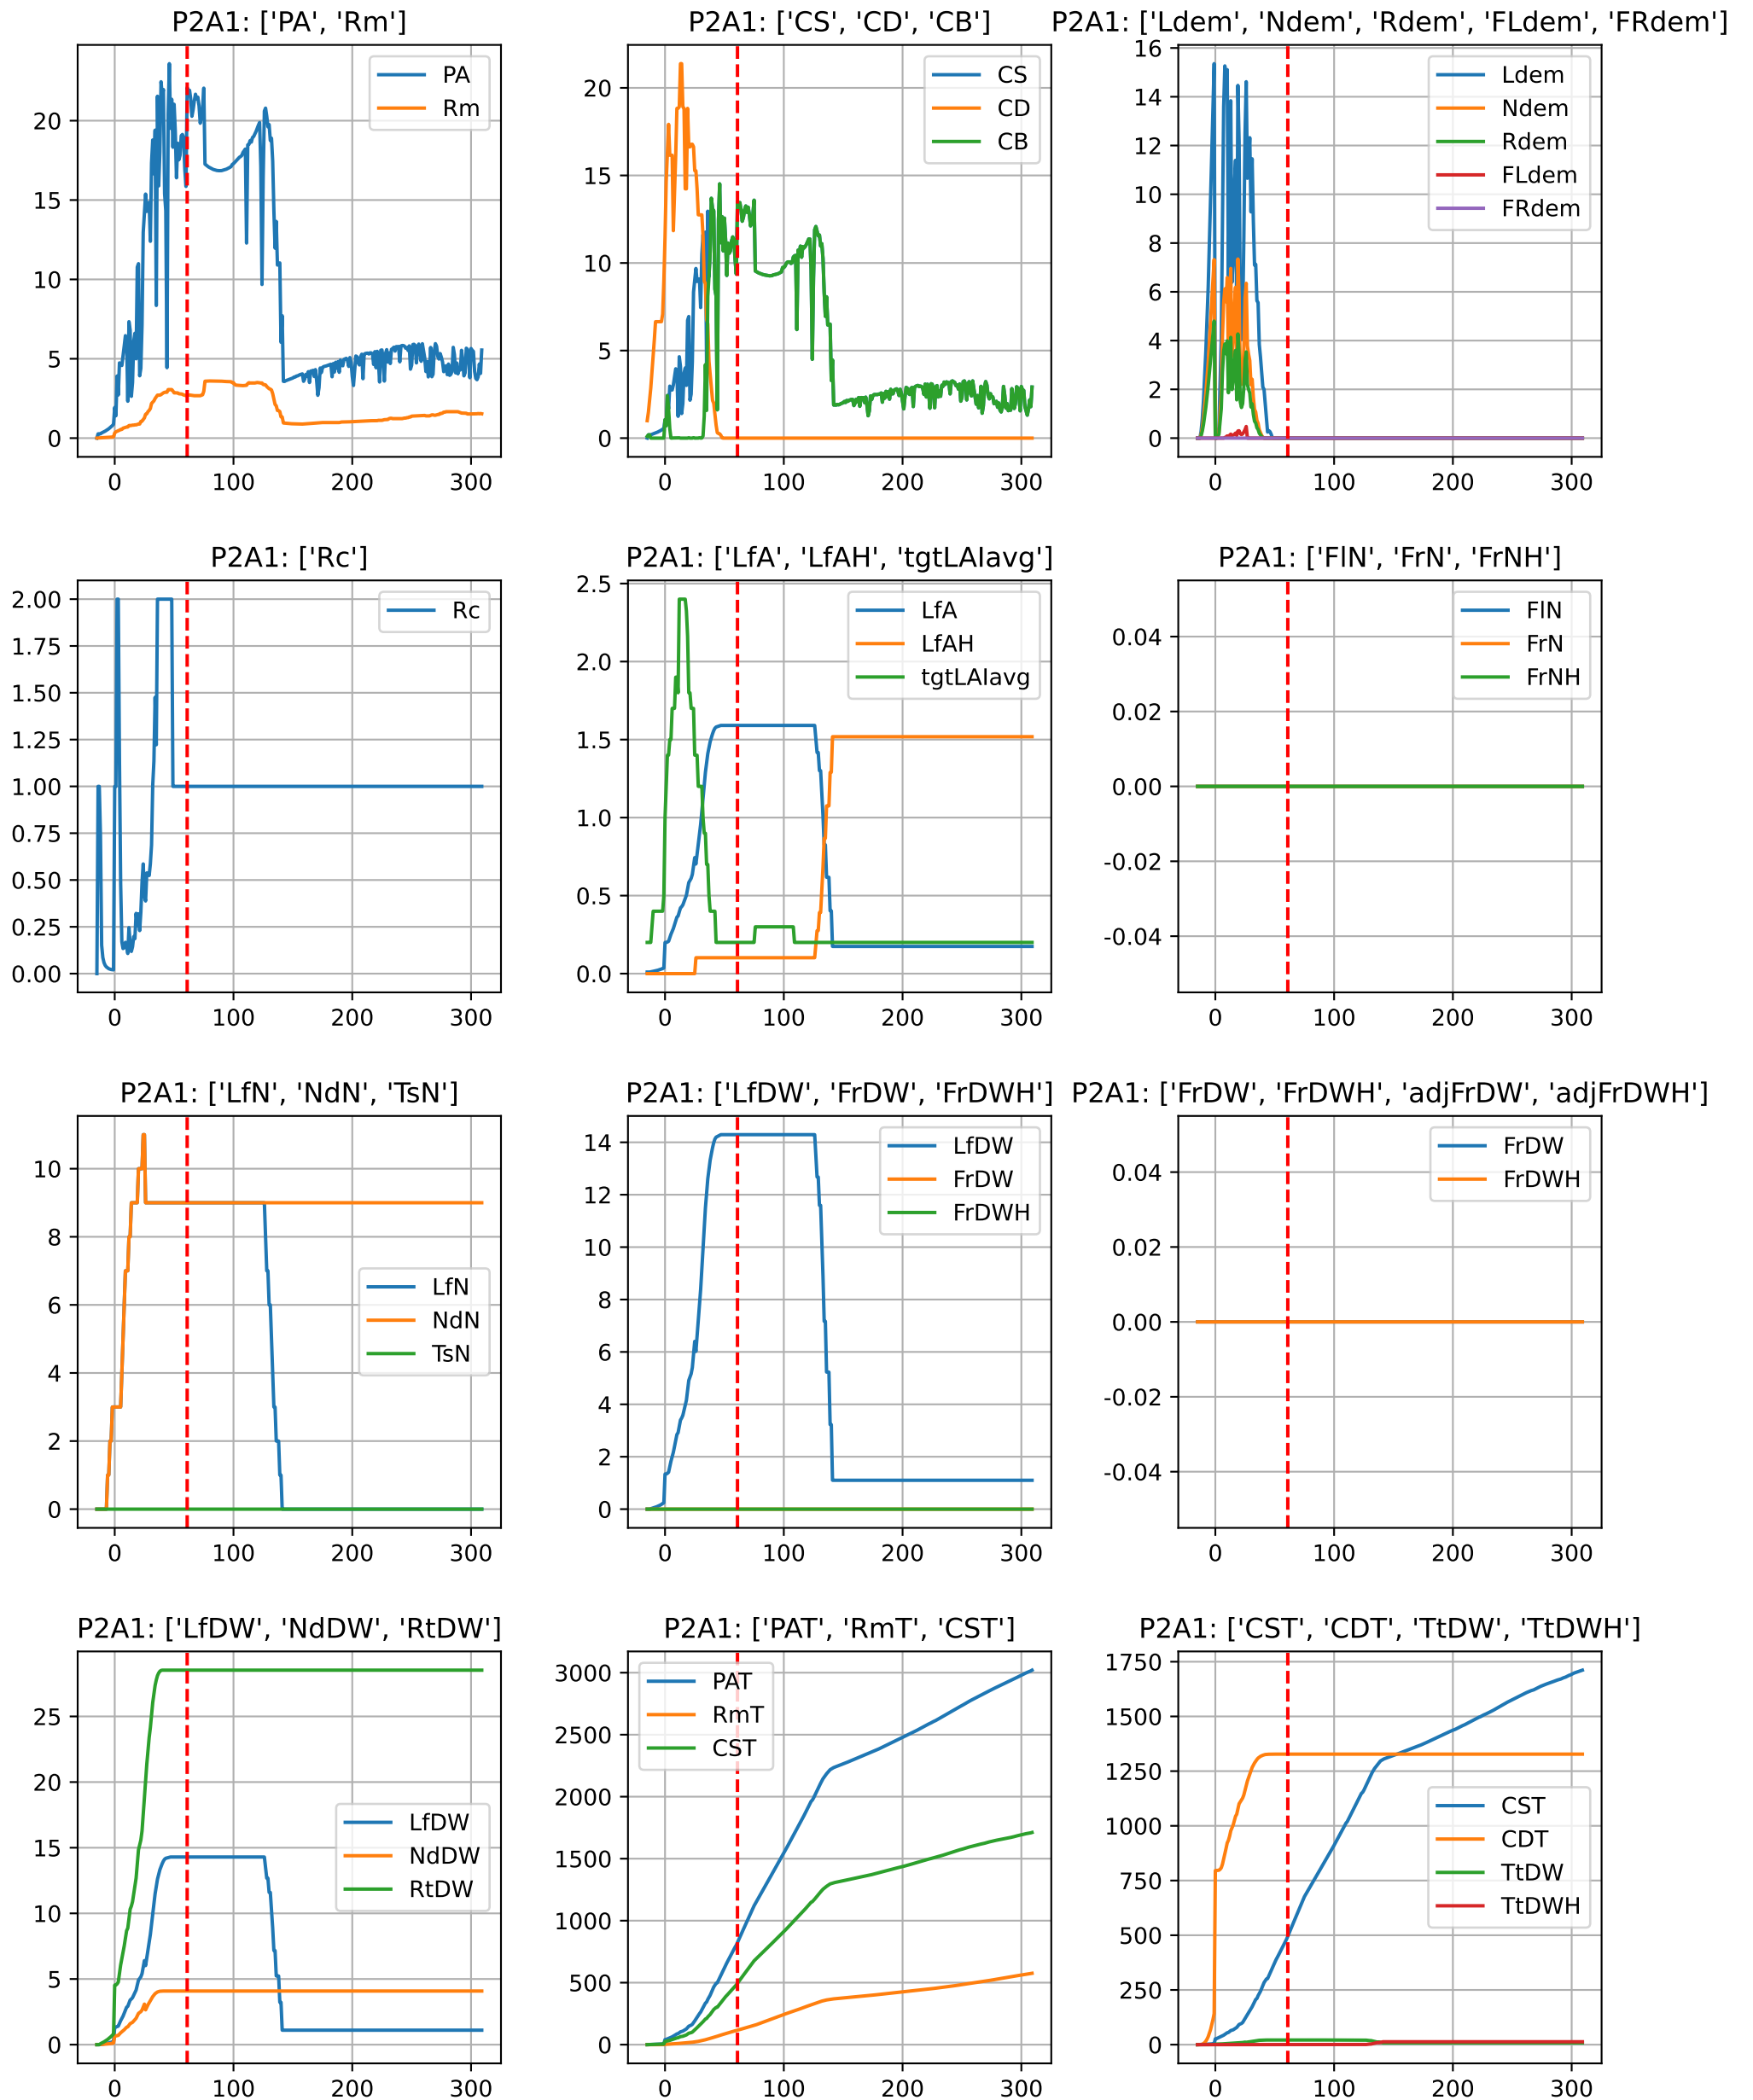 P2A1: ['PA', 'Rm']
PA
Rm
20
15
10
5
0
0 100 200 300
P2A1: ['CS', 'CD', 'CB']
CS
CD
CB
20
15
10
5
0
0 100 200 300
P2A1: ['Ldem', 'Ndem', 'Rdem', 'FLdem', 'FRdem']
Ldem
Ndem
Rdem
FLdem
FRdem
16
14
12
10
8
6
4
2
0
0 100 200 300
P2A1: ['Rc']
Rc
2.00
1.75
1.50
1.25
1.00
0.75
0.50
0.25
0.00
0 100 200 300
P2A1: ['LfA', 'LfAH', 'tgtLAIavg']
LfA
LfAH
tgtLAIavg
2.5
2.0
1.5
1.0
0.5
0.0
0 100 200 300
P2A1: ['FlN', 'FrN', 'FrNH']
FlN
FrN
FrNH
0.04
0.02
0.00
-0.02
-0.04
0 100 200 300
P2A1: ['LfN', 'NdN', 'TsN']
LfN
NdN
TsN
10
8
6
4
2
0
0 100 200 300
P2A1: ['LfDW', 'FrDW', 'FrDWH']
LfDW
FrDW
FrDWH
14
12
10
8
6
4
2
0
0 100 200 300
P2A1: ['FrDW', 'FrDWH', 'adjFrDW', 'adjFrDWH']
FrDW
FrDWH
0.04
0.02
0.00
-0.02
-0.04
0 100 200 300
P2A1: ['LfDW', 'NdDW', 'RtDW']
LfDW
NdDW
RtDW
25
20
15
10
5
0
0 100 200 300
P2A1: ['PAT', 'RmT', 'CST']
PAT
RmT
CST
3000
2500
2000
1500
1000
500
0
0 100 200 300
P2A1: ['CST', 'CDT', 'TtDW', 'TtDWH']
CST
CDT
TtDW
TtDWH
1750
1500
1250
1000
750
500
250
0
0 100 200 300